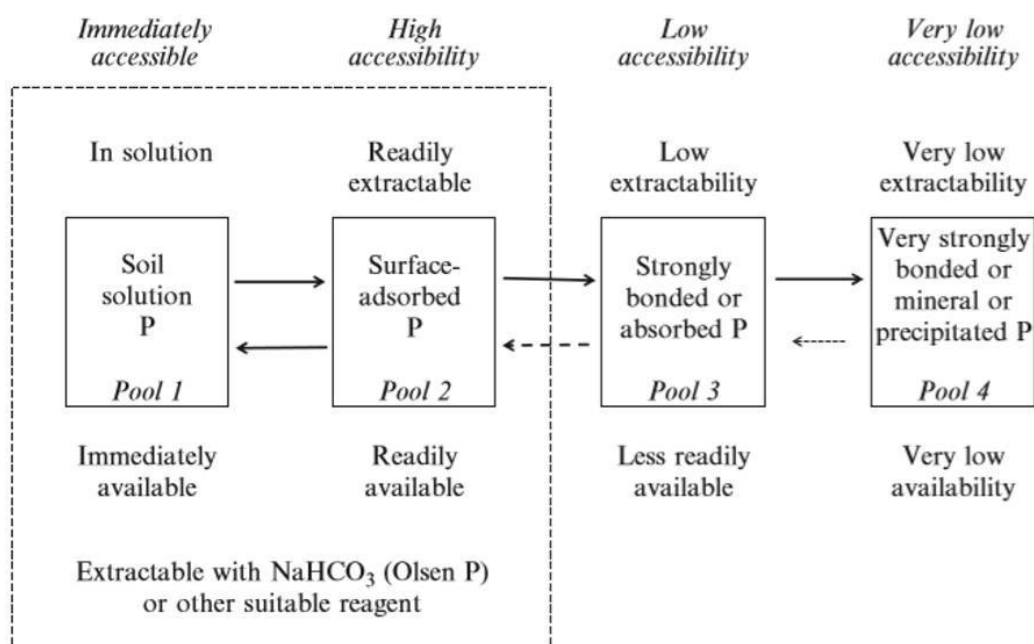 Immediately accessible
High accessibility
Low accessibility
Very low accessibility
In solution
Readily extractable
Low extractability
Very low extractability
Soil solution P
Pool 1
Surface-adsorbed P
Pool 2
Strongly bonded or absorbed P
Pool 3
Very strongly bonded or mineral or precipitated P
Pool 4
Immediately available
Readily available
Less readily available
Very low availability
Extractable with NaHCO₃ (Olsen P)
or other suitable reagent